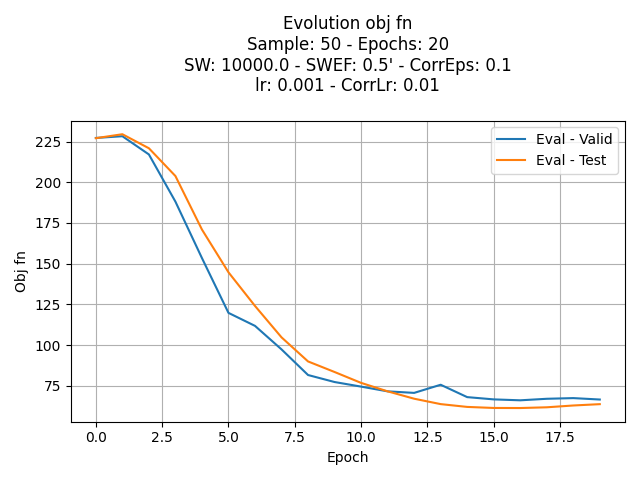 Evolution obj fn
Sample: 50 - Epochs: 20
SW: 10000.0 - SWEF: 0.5' - CorrEps: 0.1
lr: 0.001 - CorrLr: 0.01
Eval - Valid
Eval - Test
Obj fn
225
200
175
150
125
100
75
0.0 2.5 5.0 7.5 10.0 12.5 15.0 17.5
Epoch